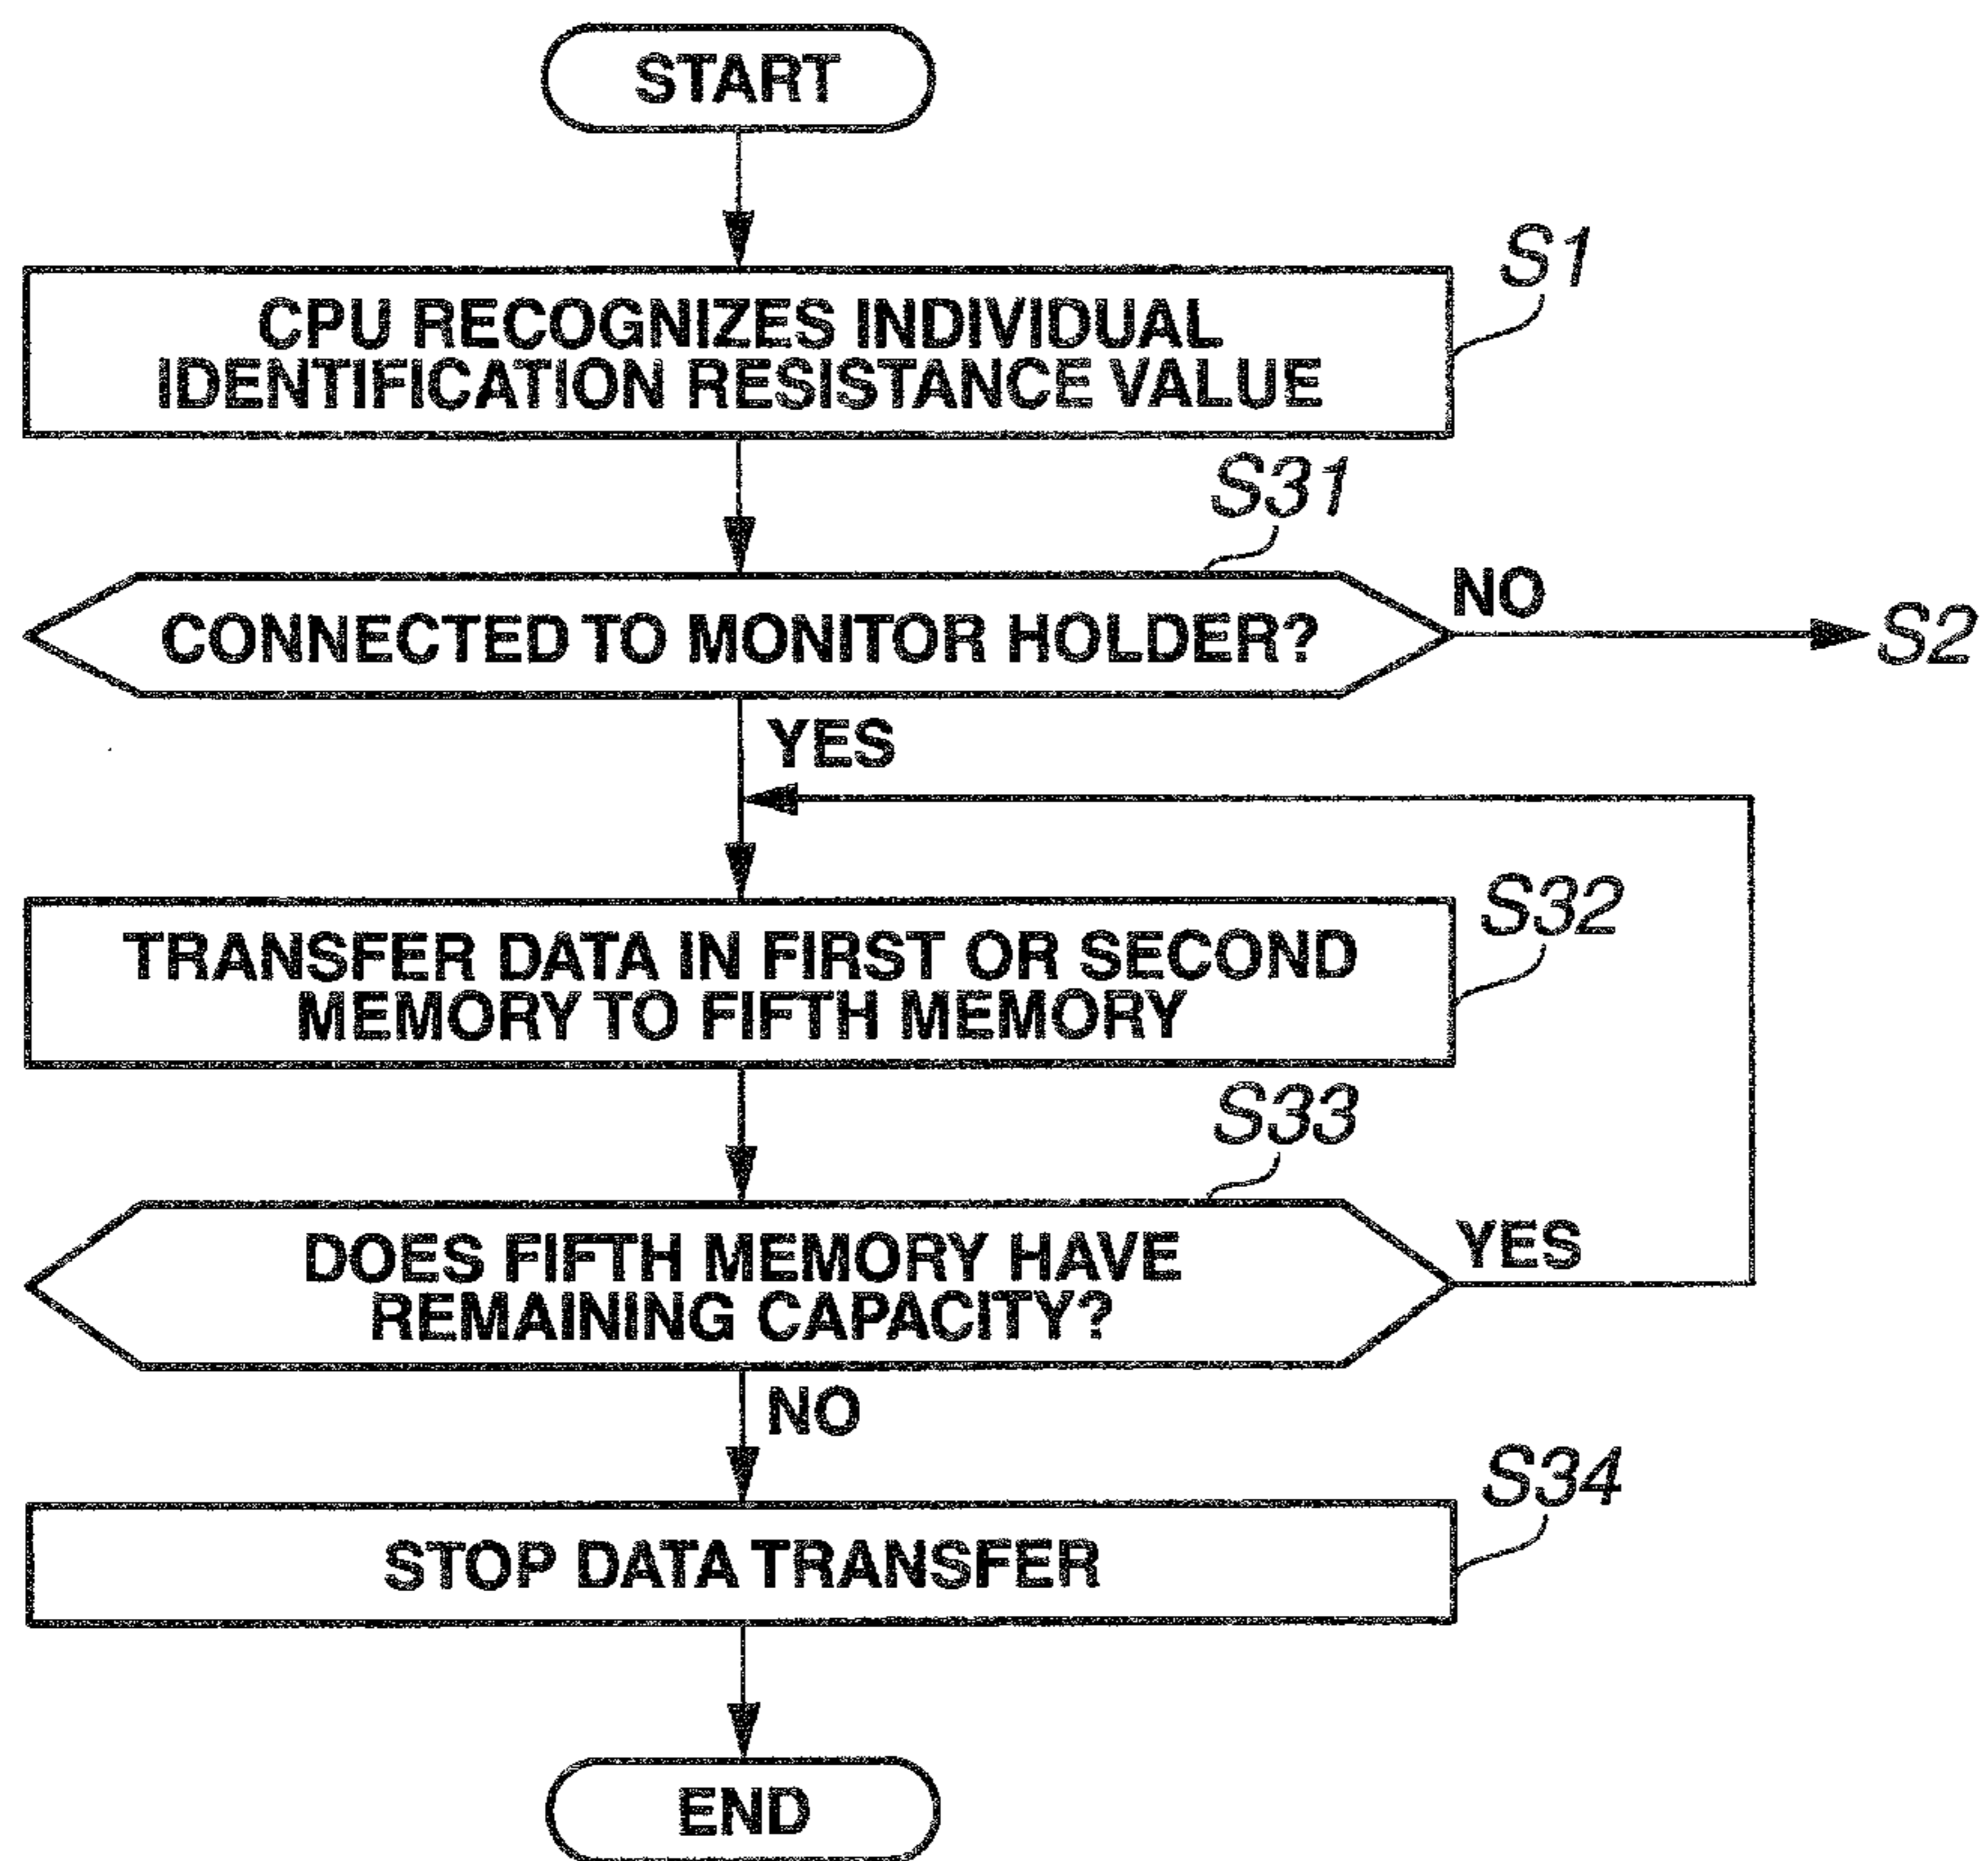 START
S1
CPU RECOGNIZES INDIVIDUAL
IDENTIFICATION RESISTANCE VALUE
S31
CONNECTED TO MONITOR HOLDER?
NO
S2
YES
S32
TRANSFER DATA IN FIRST OR SECOND
MEMORY TO FIFTH MEMORY
S33
DOES FIFTH MEMORY HAVE
REMAINING CAPACITY?
YES
NO
S34
STOP DATA TRANSFER
END